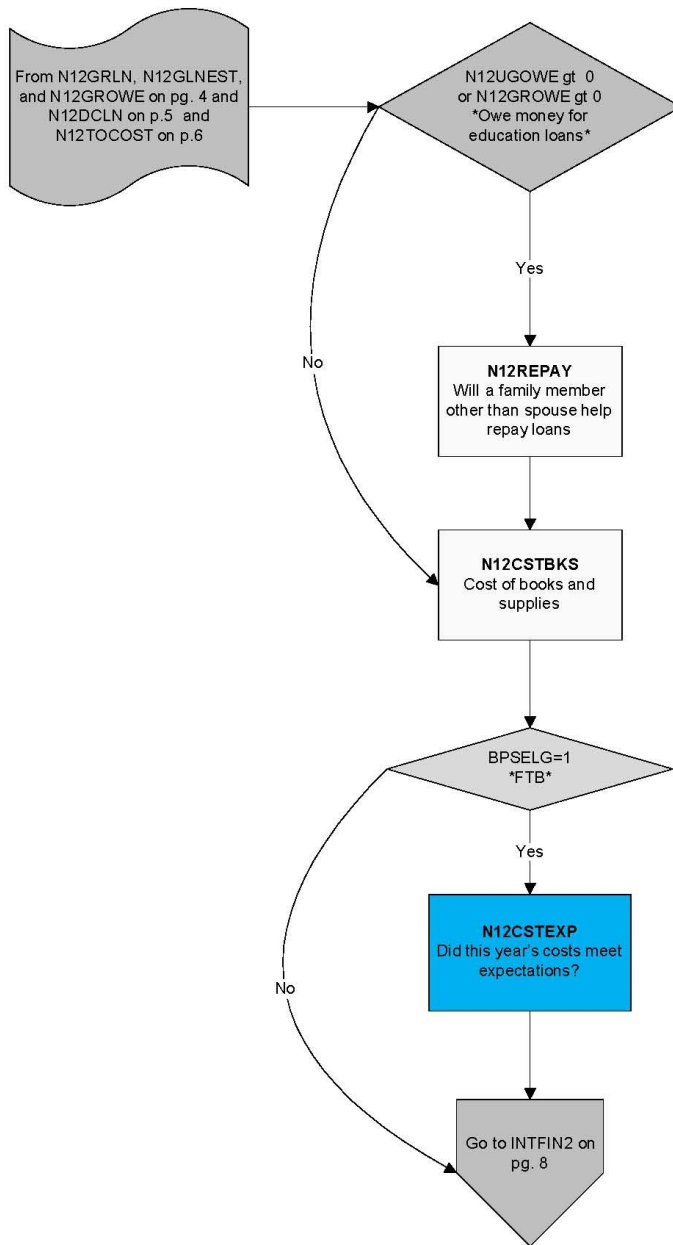 From N12GRLN, N12GLNEST,
and N12GROWE on pg. 4 and
N12DCLN on p.5 and
N12TOCOST on p.6
N12UGOWE gt 0
or N12GROWE gt 0
*Owe money for
education loans*
Yes
No
N12REPAY
Will a family member
other than spouse help
repay loans
N12CSTBKS
Cost of books and
supplies
BPSELG=1
*FTB*
Yes
No
N12CSTEXP
Did this year's costs meet
expectations?
Go to INTFIN2 on
pg. 8